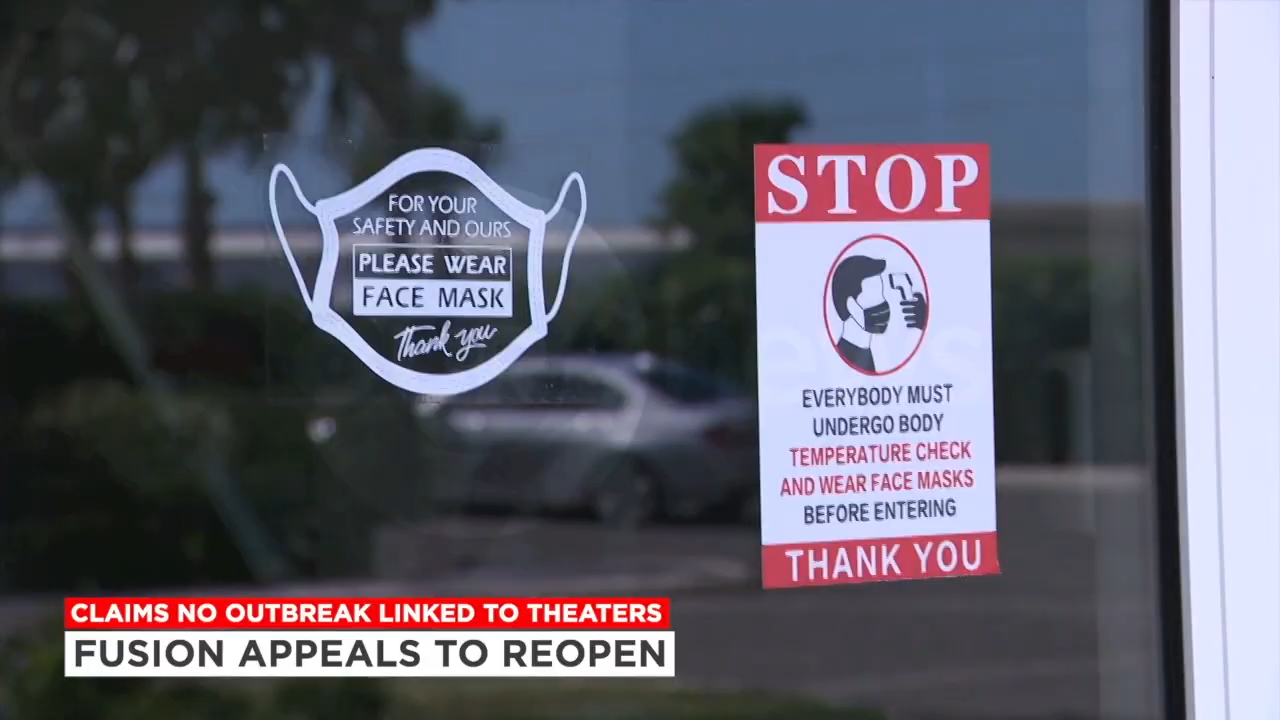 FOR YOUR
SAFETY AND OURS
PLEASE WEAR
FACE MASK
Thank you
STOP
EVERYBODY MUST
UNDERGO BODY
TEMPERATURE CHECK
AND WEAR FACE MASKS
BEFORE ENTERING
THANK YOU
CLAIMS NO OUTBREAK LINKED TO THEATERS
FUSION APPEALS TO REOPEN